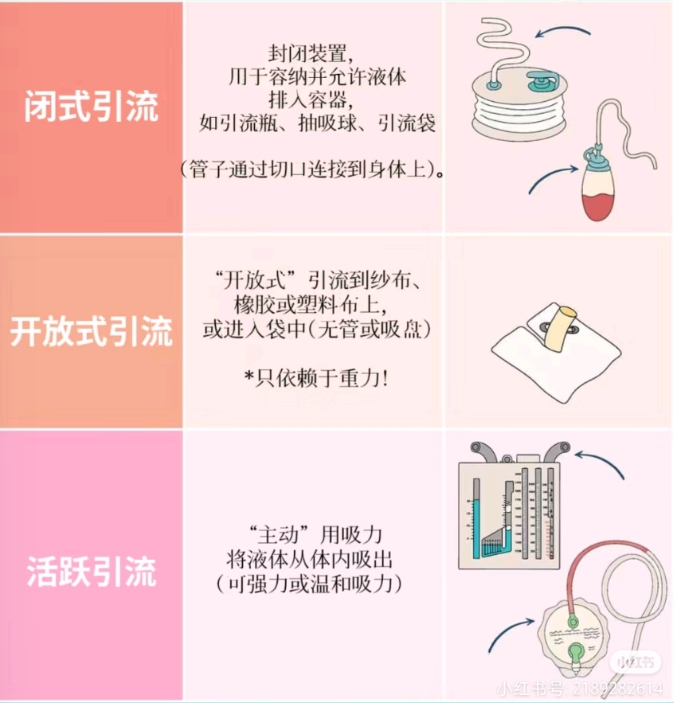 闭式引流
封闭装置，
用于容纳并允许液体
排入容器，
如引流瓶、抽吸球、引流袋
（管子通过切口连接到身体上）。
开放式引流
“开放式”引流到纱布、
橡胶或塑料布上，
或进入袋中（无管或吸盘）
*只依赖于重力！
活跃引流
“主动”用吸力
将液体从体内吸出
（可强力或温和吸力）
小红书
小红书号: 2189282614